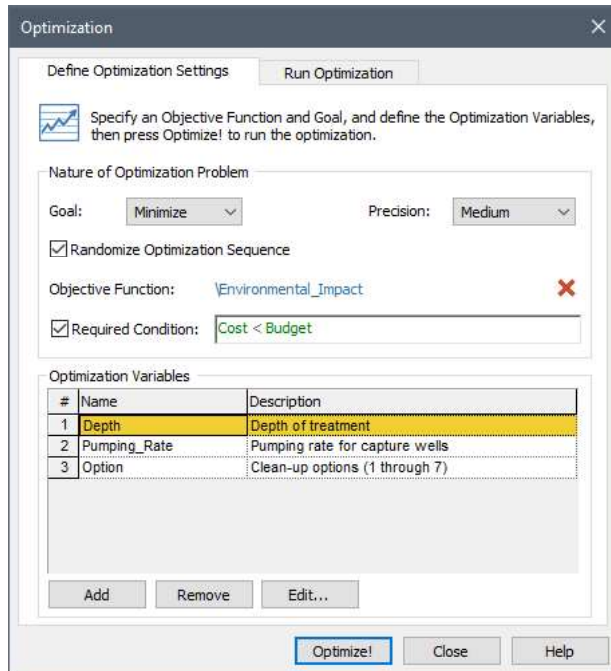 Optimization
Define Optimization Settings
Run Optimization
Specify an Objective Function and Goal, and define the Optimization Variables,
then press Optimize! to run the optimization.
Nature of Optimization Problem
Goal: Minimize Precision: Medium
Randomize Optimization Sequence
Objective Function: \Environmental_Impact
Required Condition: Cost < Budget
Optimization Variables
# Name Description
1 Depth Depth of treatment
2 Pumping_Rate Pumping rate for capture wells
3 Option Clean-up options (1 through 7)
Add Remove Edit...
Optimize! Close Help